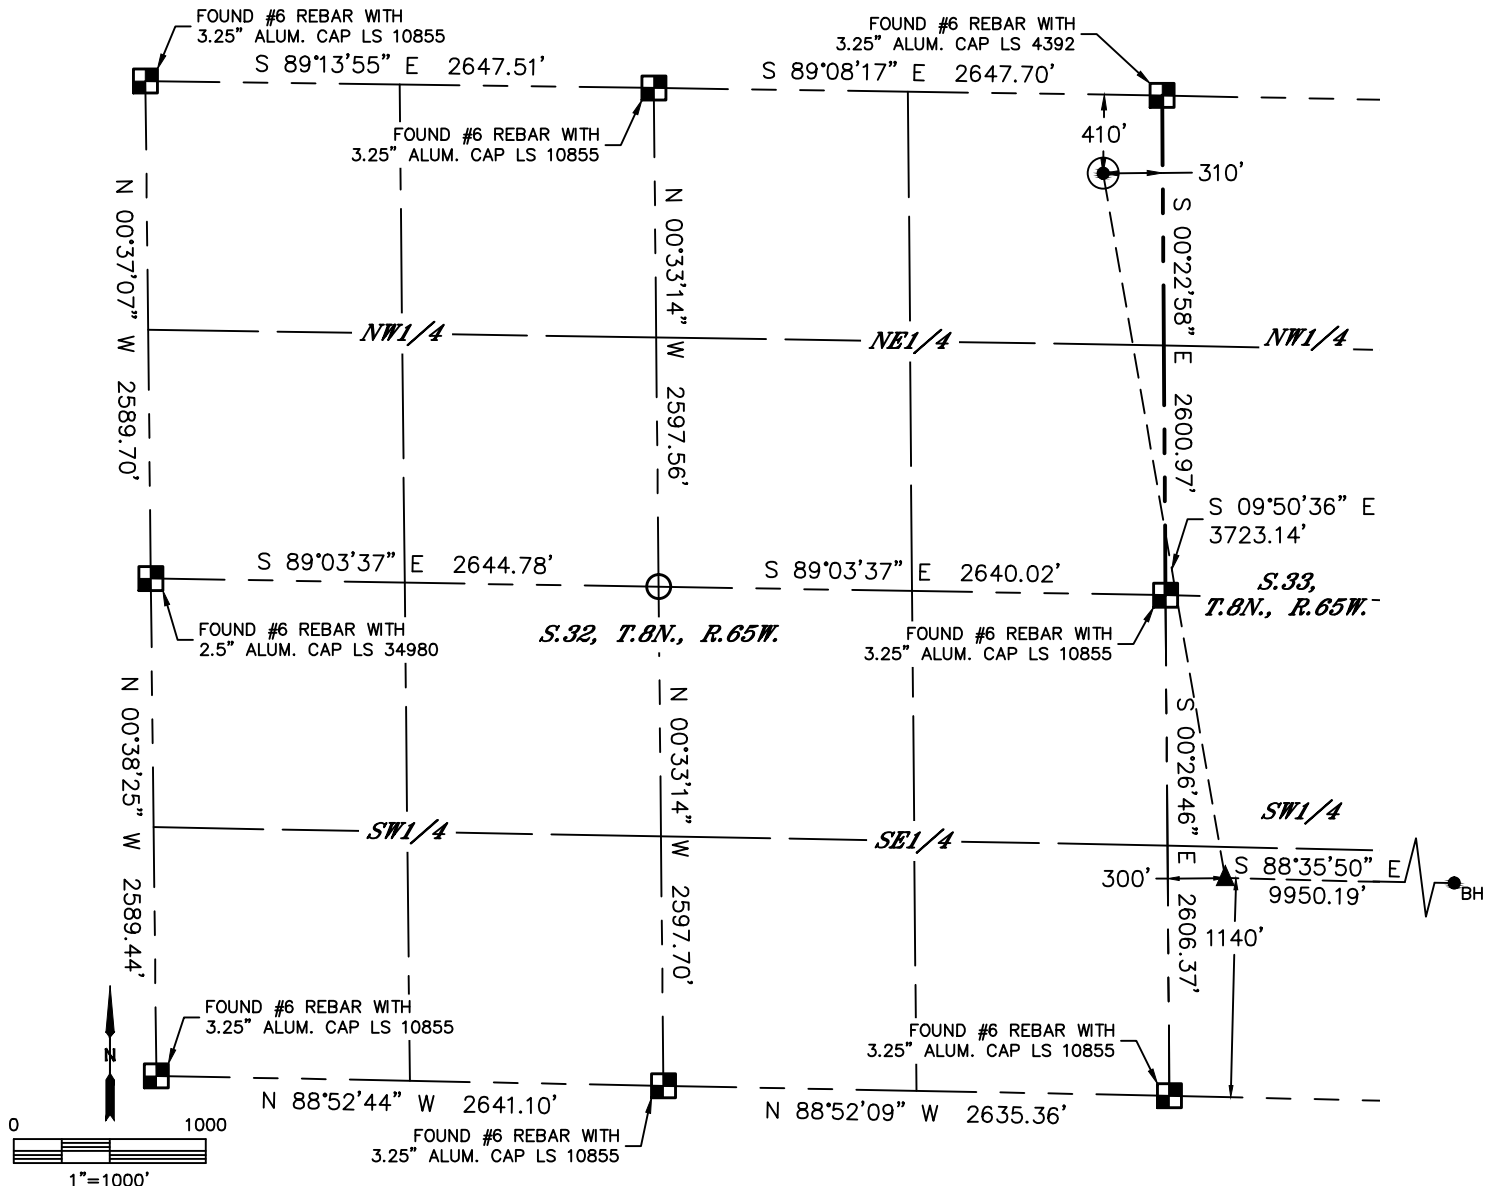 FOUND #6 REBAR WITH
3.25" ALUM. CAP LS 10855
FOUND #6 REBAR WITH
3.25" ALUM. CAP LS 4392
S 89°13'55" E 2647.51'
S 89°08'17" E 2647.70'
FOUND #6 REBAR WITH
3.25" ALUM. CAP LS 10855
410'
310'
N 00°37'07" W 2589.70'
N 00°33'14" W 2597.56'
S 00°22'58" E 2600.97'
NW1/4
NE1/4
NW1/4
S 09°50'36" E
3723.14'
S 89°03'37" E 2644.78'
S 89°03'37" E 2640.02'
S.33,
T.8N., R.65W.
FOUND #6 REBAR WITH
2.5" ALUM. CAP LS 34980
S.32, T.8N., R.65W.
FOUND #6 REBAR WITH
3.25" ALUM. CAP LS 10855
N 00°38'25" W 2589.44'
N 00°33'14" W 2597.70'
S 00°26'46" E 2606.37'
SW1/4
SE1/4
SW1/4
300'
S 88°35'50" E
9950.19'
BH
1140'
FOUND #6 REBAR WITH
3.25" ALUM. CAP LS 10855
FOUND #6 REBAR WITH
3.25" ALUM. CAP LS 10855
N
N 88°52'44" W 2641.10'
N 88°52'09" W 2635.36'
FOUND #6 REBAR WITH
3.25" ALUM. CAP LS 10855
0 1000
1"=1000'